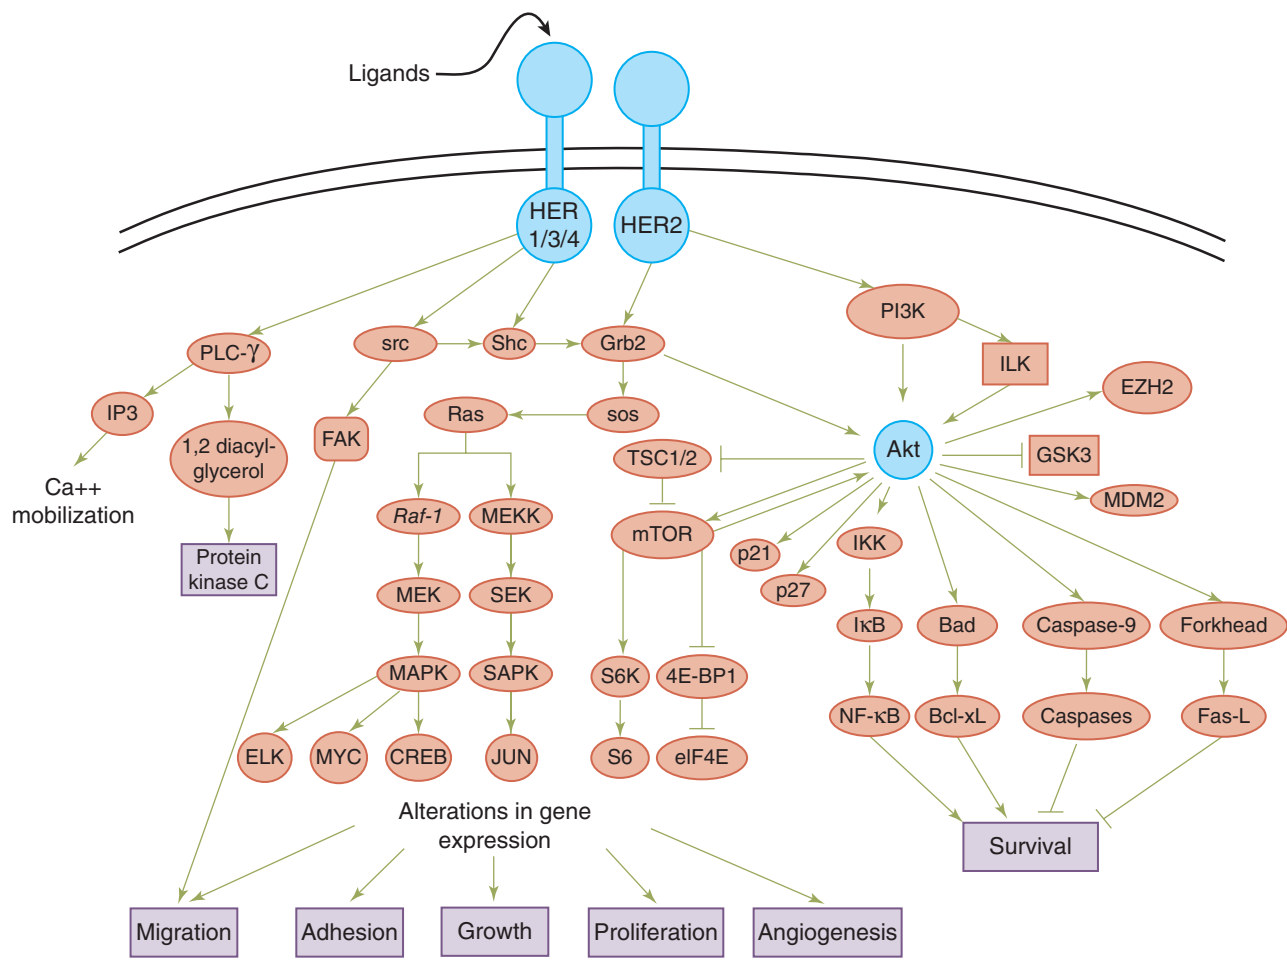 Ligands
HER
1/3/4
HER2
PI3K
PLC-γ
src
Shc
Grb2
ILK
EZH2
IP3
Ras
sos
FAK
1,2 diacyl-
glycerol
TSC1/2
Akt
GSK3
Ca++
mobilization
MDM2
Raf-1
MEKK
mTOR
p21
IKK
Protein
kinase C
p27
MEK
SEK
IκB
Bad
Caspase-9
Forkhead
MAPK
SAPK
S6K
4E-BP1
NF-κB
Bcl-xL
Caspases
Fas-L
ELK
MYC
CREB
JUN
S6
eIF4E
Alterations in gene
expression
Survival
Migration
Adhesion
Growth
Proliferation
Angiogenesis